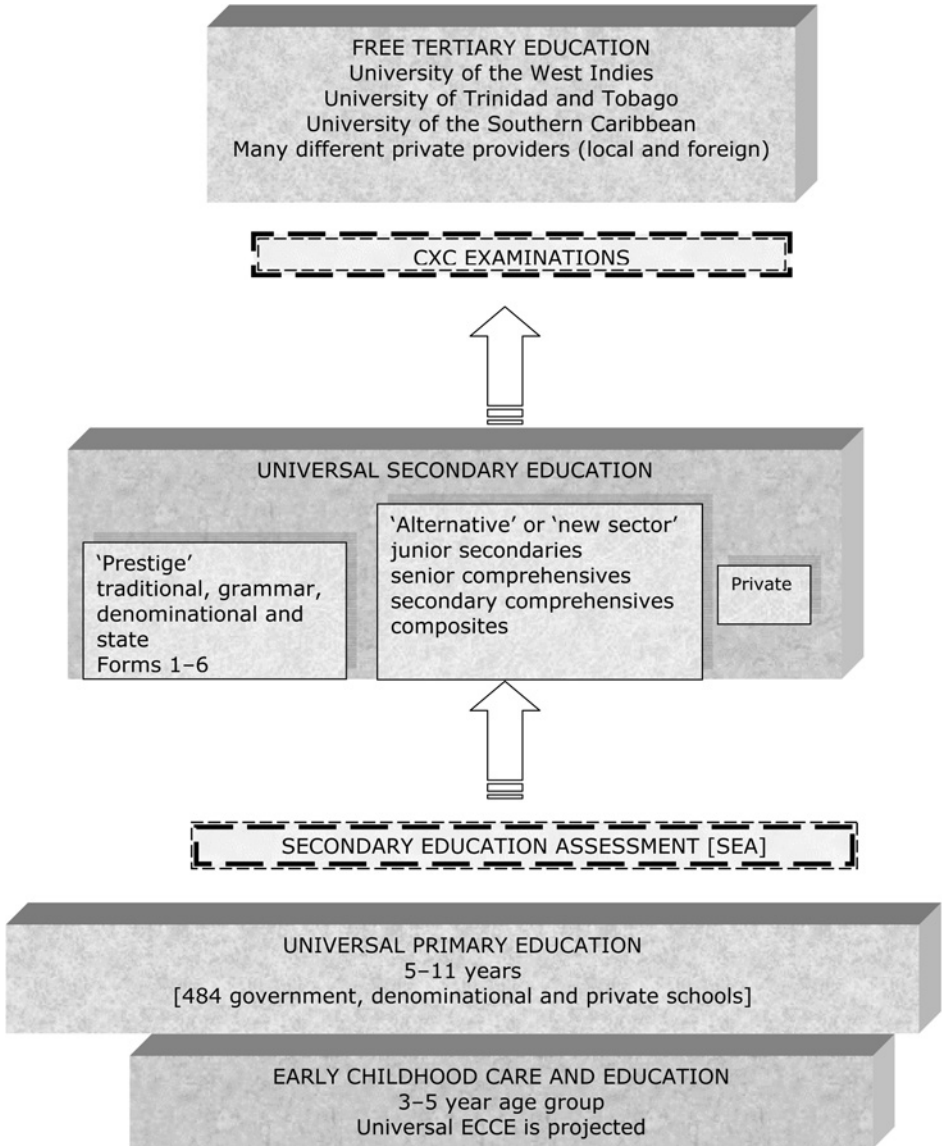 FREE TERTIARY EDUCATION
University of the West Indies
University of Trinidad and Tobago
University of the Southern Caribbean
Many different private providers (local and foreign)
CXC EXAMINATIONS
UNIVERSAL SECONDARY EDUCATION
‘Prestige’
traditional, grammar,
denominational and
state
Forms 1–6
‘Alternative’ or ‘new sector’
junior secondaries
senior comprehensives
secondary comprehensives
composites
Private
SECONDARY EDUCATION ASSESSMENT [SEA]
UNIVERSAL PRIMARY EDUCATION
5–11 years
[484 government, denominational and private schools]
EARLY CHILDHOOD CARE AND EDUCATION
3–5 year age group
Universal ECCE is projected